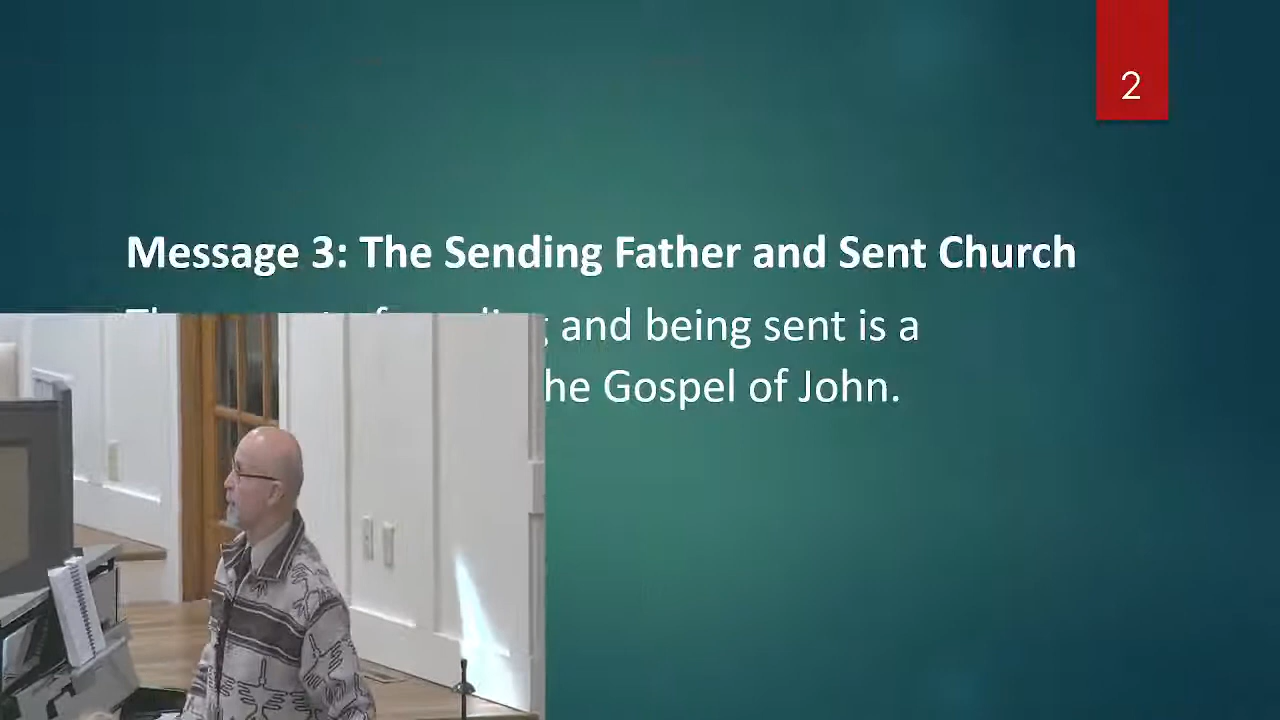 2
Message 3: The Sending Father and Sent Church
and being sent is a
he Gospel of John.